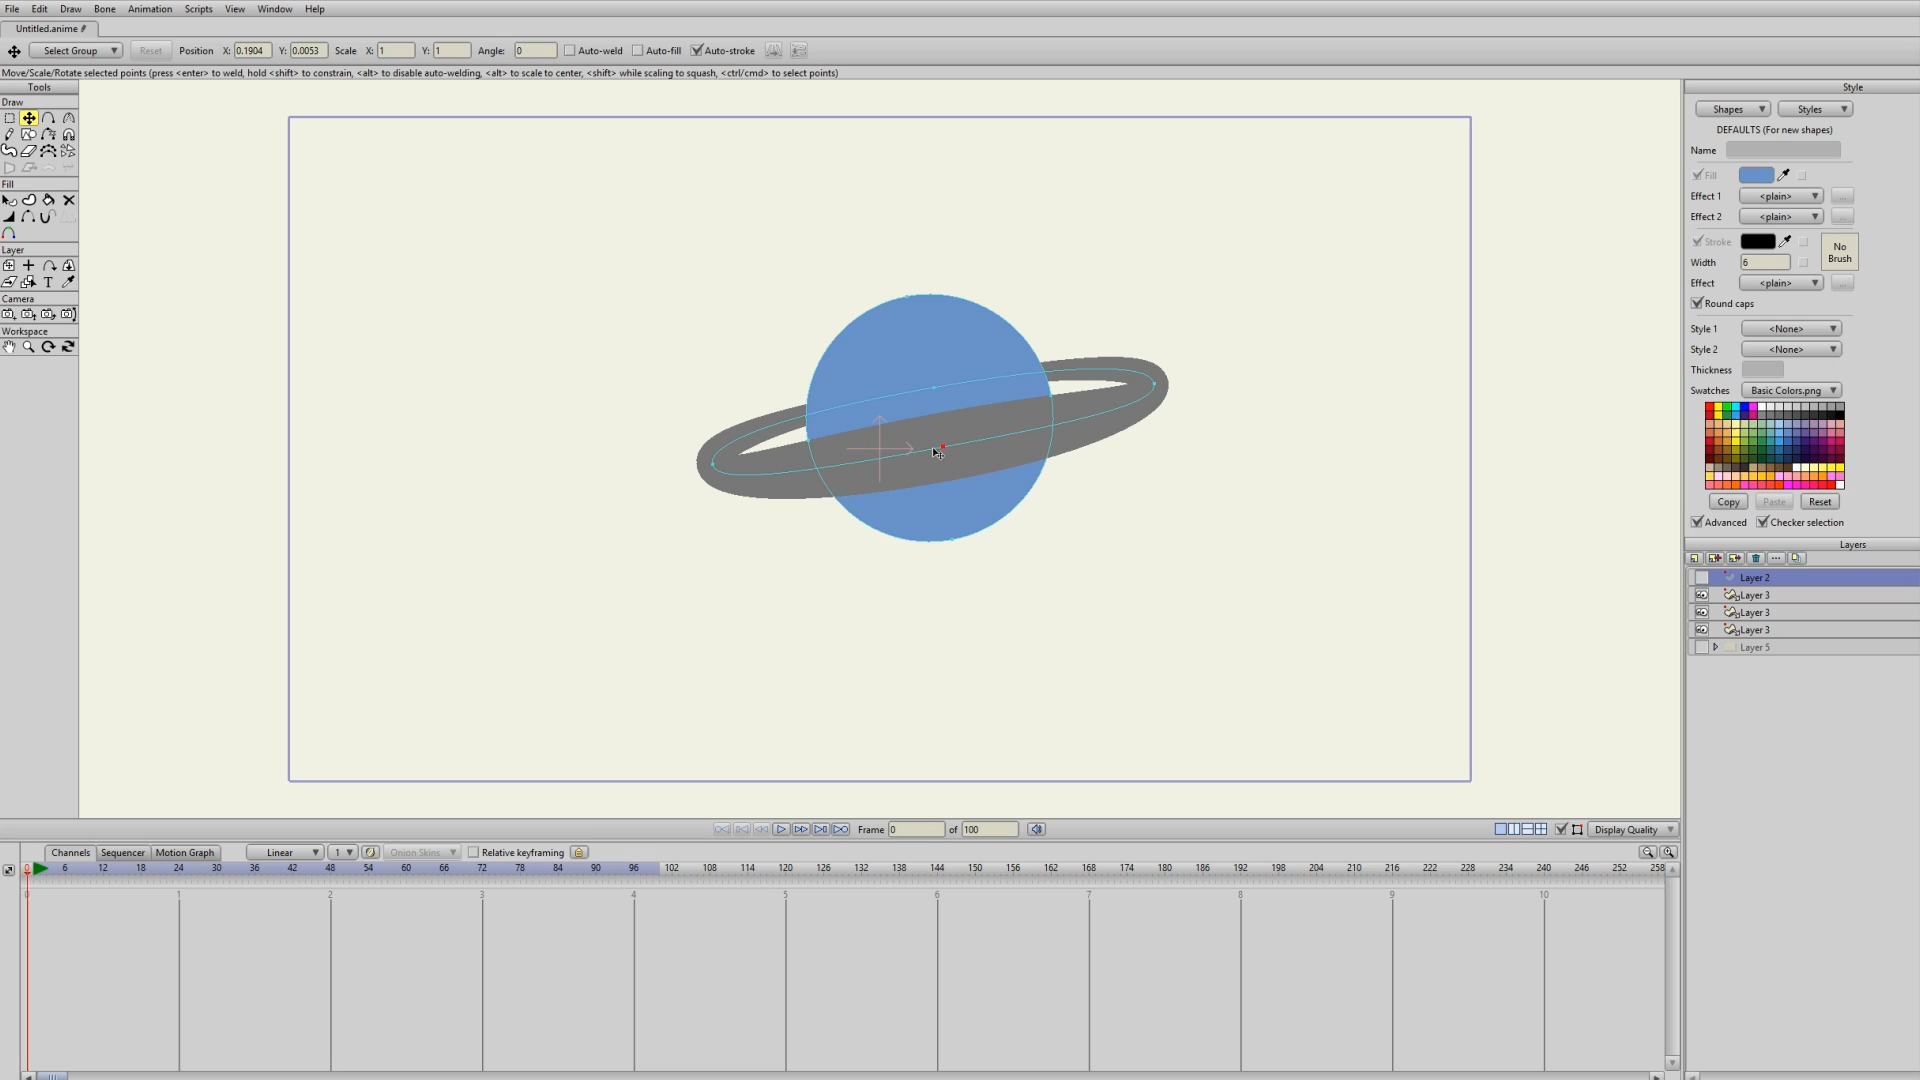 File Edit Draw Bone Animation Scripts View Window Help
Untitled.anime
Select Group Reset Position X: 0.1904 Y: 0.0053 Scale X: 1 Y: 1 Angle: 0 Auto-weld Auto-fill Auto-stroke
Move/Scale/Rotate selected points (press <enter> to weld, hold <shift> to constrain, <alt> to disable auto-welding, <alt> to scale to center, <shift> while scaling to squash, <ctrl/cmd> to select points)
Tools
Draw
Fill
Layer
T
Camera
Workspace
Style
Shapes Styles
DEFAULTS (For new shapes)
Name
Fill
Effect 1 <plain> ...
Effect 2 <plain> ...
Stroke
No
Brush
Width 6
Effect <plain> ...
Round caps
Style 1 <None>
Style 2 <None>
Thickness
Swatches Basic Colors.png
Copy Paste Reset
Advanced Checker selection
Layers
Layer 2
Layer 3
Layer 3
Layer 3
Layer 5
Frame 0 of 100 Display Quality
Channels Sequencer Motion Graph Linear 1 Onion Skins Relative keyframing
0 6 12 18 24 30 36 42 48 54 60 66 72 78 84 90 96 102 108 114 120 126 132 138 144 150 156 162 168 174 180 186 192 198 204 210 216 222 228 234 240 246 252 258
0 1 2 3 4 5 6 7 8 9 10